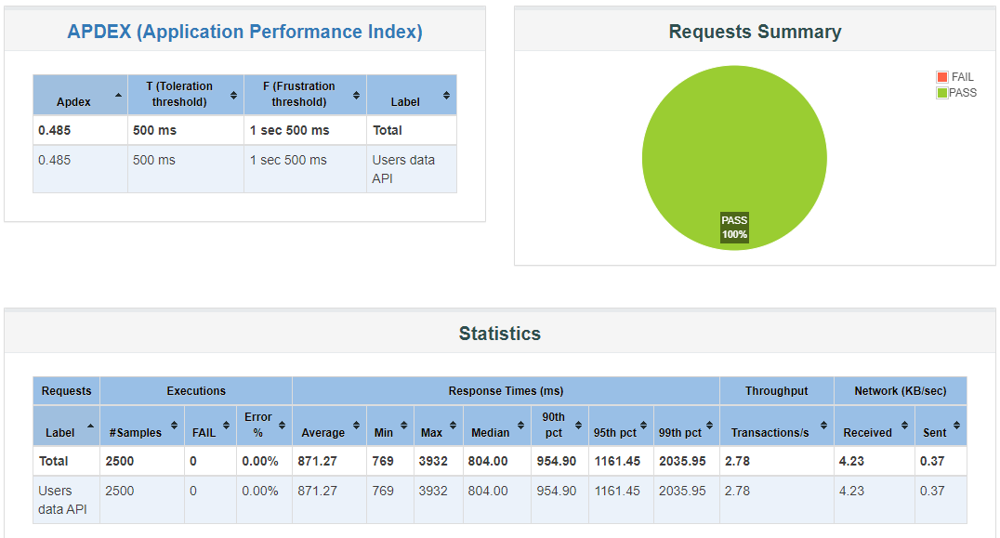 APDEX (Application Performance Index)
Apdex T (Toleration threshold) F (Frustration threshold) Label
0.485 500 ms 1 sec 500 ms Total
0.485 500 ms 1 sec 500 ms Users data API
Requests Summary
FAIL
PASS
PASS
100%
Statistics
Requests Executions Response Times (ms) Throughput Network (KB/sec)
Label #Samples FAIL Error % Average Min Max Median 90th pct 95th pct 99th pct Transactions/s Received Sent
Total 2500 0 0.00% 871.27 769 3932 804.00 954.90 1161.45 2035.95 2.78 4.23 0.37
Users data API 2500 0 0.00% 871.27 769 3932 804.00 954.90 1161.45 2035.95 2.78 4.23 0.37